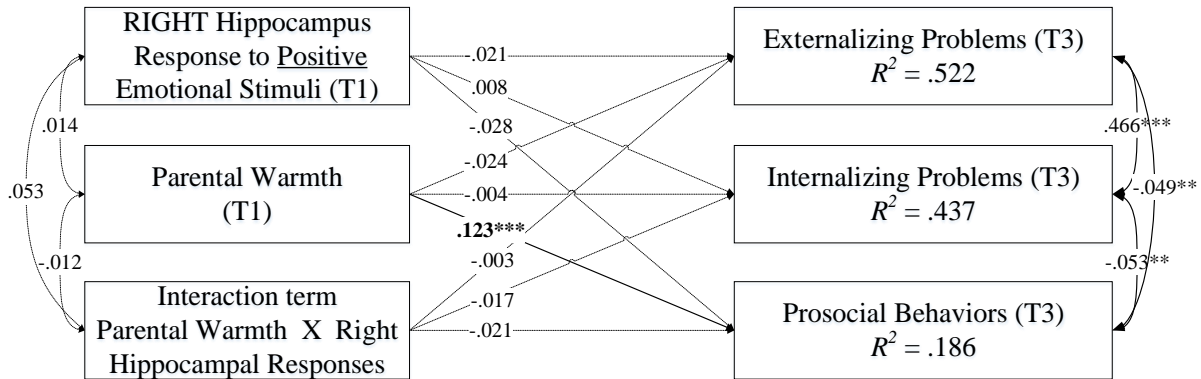 RIGHT Hippocampus
Response to Positive
Emotional Stimuli (T1)
Parental Warmth
(T1)
Interaction term
Parental Warmth X Right
Hippocampal Responses
.014
.053
-.012
-.021
.008
-.028
-.024
-.004
.123***
-.003
-.017
-.021
Externalizing Problems (T3)
R² = .522
Internalizing Problems (T3)
R² = .437
Prosocial Behaviors (T3)
R² = .186
.466***
-.049**
-.053**